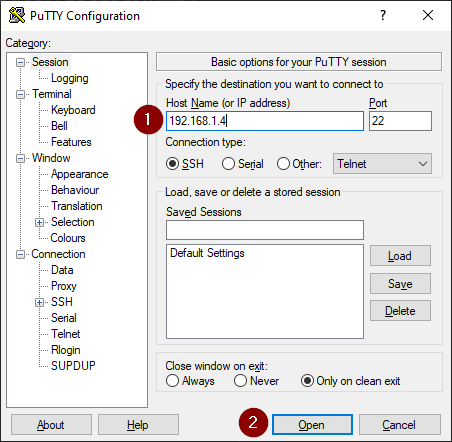 PuTTY Configuration
?
Category:
Session
Logging
Terminal
Keyboard
Bell
Features
Window
Appearance
Behaviour
Translation
Selection
Colours
Connection
Data
Proxy
SSH
Serial
Telnet
Rlogin
SUPDUP
Basic options for your PuTTY session
Specify the destination you want to connect to
Host Name (or IP address) Port
1 192.168.1.4 22
Connection type:
SSH Serial Other: Telnet
Load, save or delete a stored session
Saved Sessions
Default Settings
Load
Save
Delete
Close window on exit:
Always Never Only on clean exit
About Help 2 Open Cancel